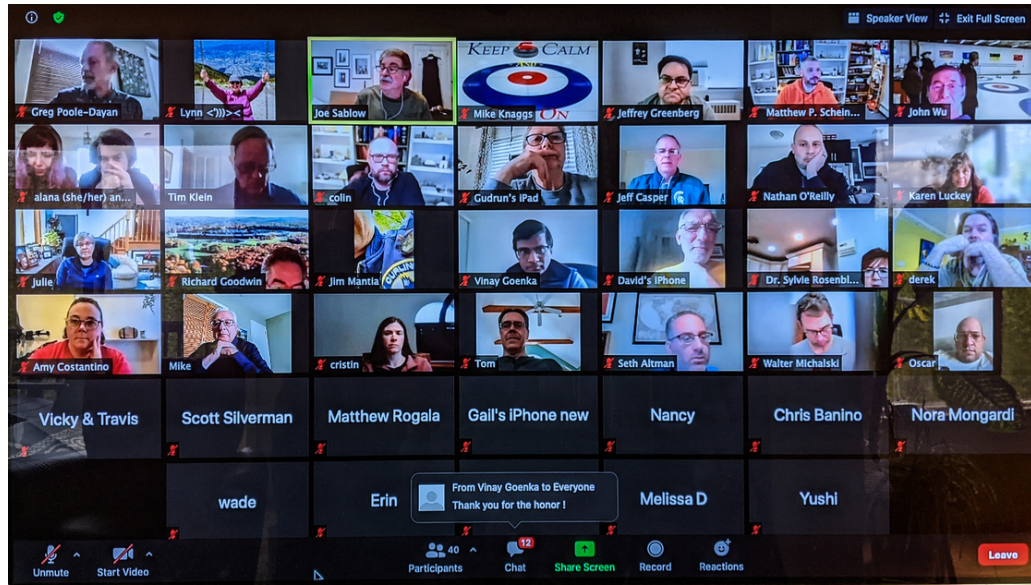 Speaker View
Exit Full Screen
Greg Poole-Dayan
Lynn <')))><
Joe Sablow
KEEP CALM
AND
ON
Mike Knaggs
Jeffrey Greenberg
Matthew P. Schein...
John Wu
alana (she/her) an...
Tim Klein
colin
Gudrun's iPad
Jeff Casper
Nathan O'Reilly
Karen Luckey
Julie
Richard Goodwin
Jim Mantia
CURLING
Vinay Goenka
David's iPhone
Dr. Sylvie Rosenbl...
derek
Amy Costantino
Mike
cristin
Tom
Seth Altman
Walter Michalski
Oscar
Vicky & Travis
Scott Silverman
Matthew Rogala
Gail's iPhone new
Nancy
Chris Banino
Nora Mongardi
wade
Erin
From Vinay Goenka to Everyone
Thank you for the honor !
Melissa D
Yushi
Unmute
Start Video
40
Participants
12
Chat
Share Screen
Record
Reactions
Leave